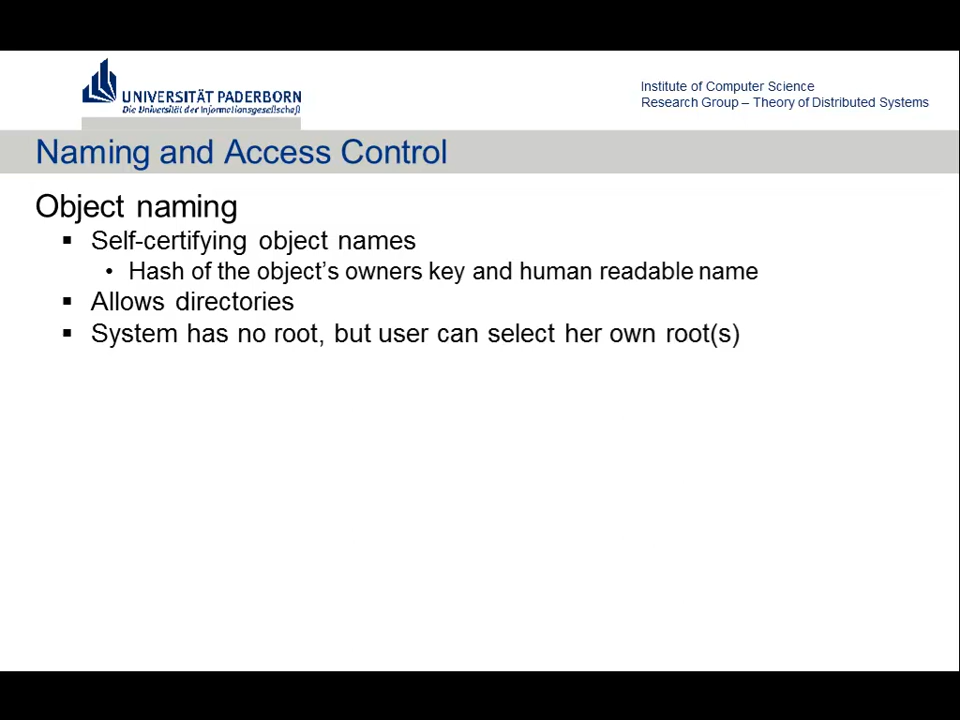 UNIVERSITÄT PADERBORN
Die Universität der Informationsgesellschaft
Institute of Computer Science
Research Group – Theory of Distributed Systems
Naming and Access Control
Object naming
▪ Self-certifying object names
• Hash of the object’s owners key and human readable name
▪ Allows directories
▪ System has no root, but user can select her own root(s)